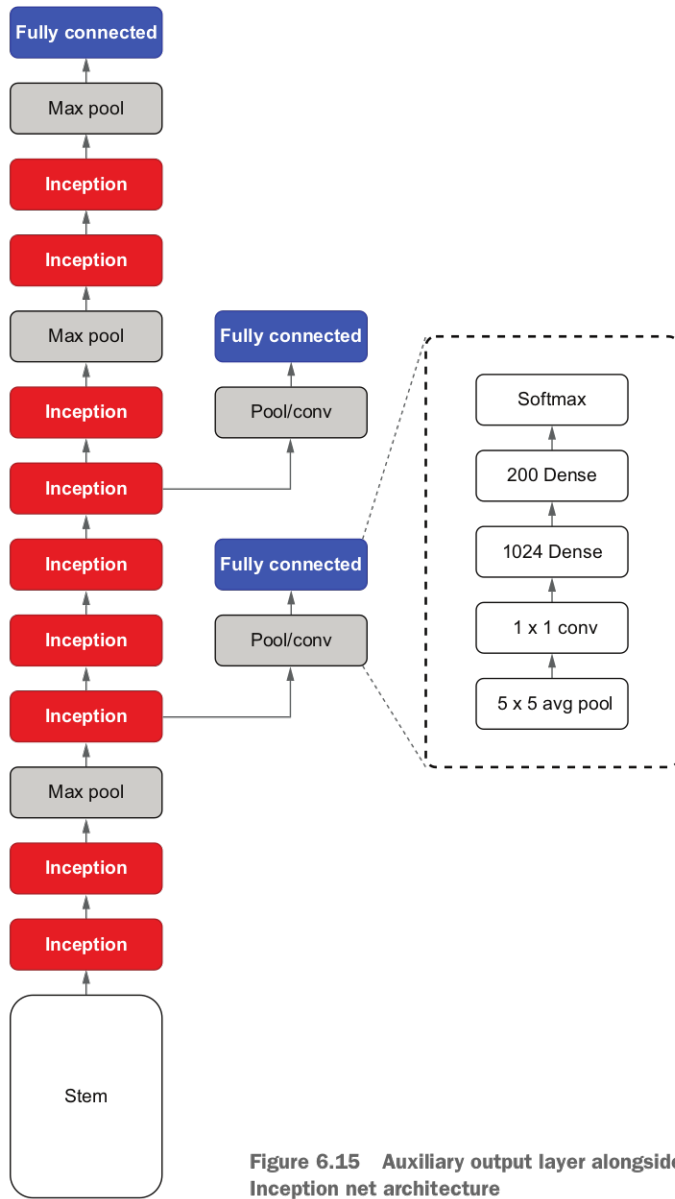 Fully connected
Max pool
Inception
Inception
Max pool
Inception
Inception
Inception
Inception
Inception
Max pool
Inception
Inception
Stem
Fully connected
Pool/conv
Fully connected
Pool/conv
Softmax
200 Dense
1024 Dense
1 x 1 conv
5 x 5 avg pool
Figure 6.15 Auxiliary output layer alongside
Inception net architecture